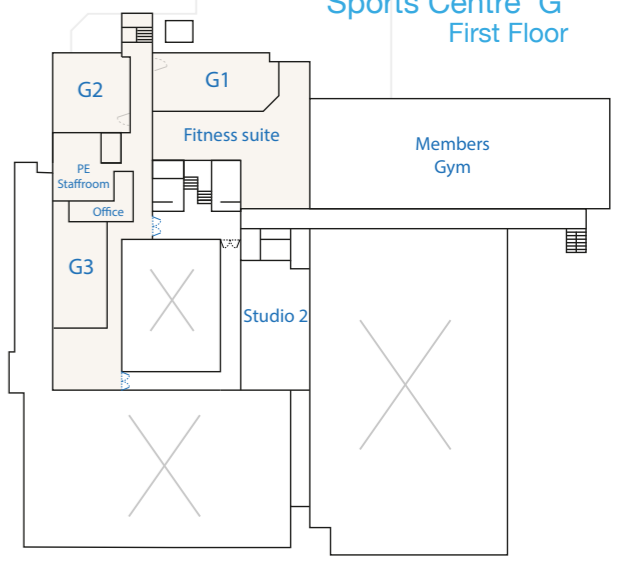 Sports Centre 'G'
First Floor
G1
G2
Fitness suite
Members
Gym
PE
Staffroom
Office
G3
Studio 2